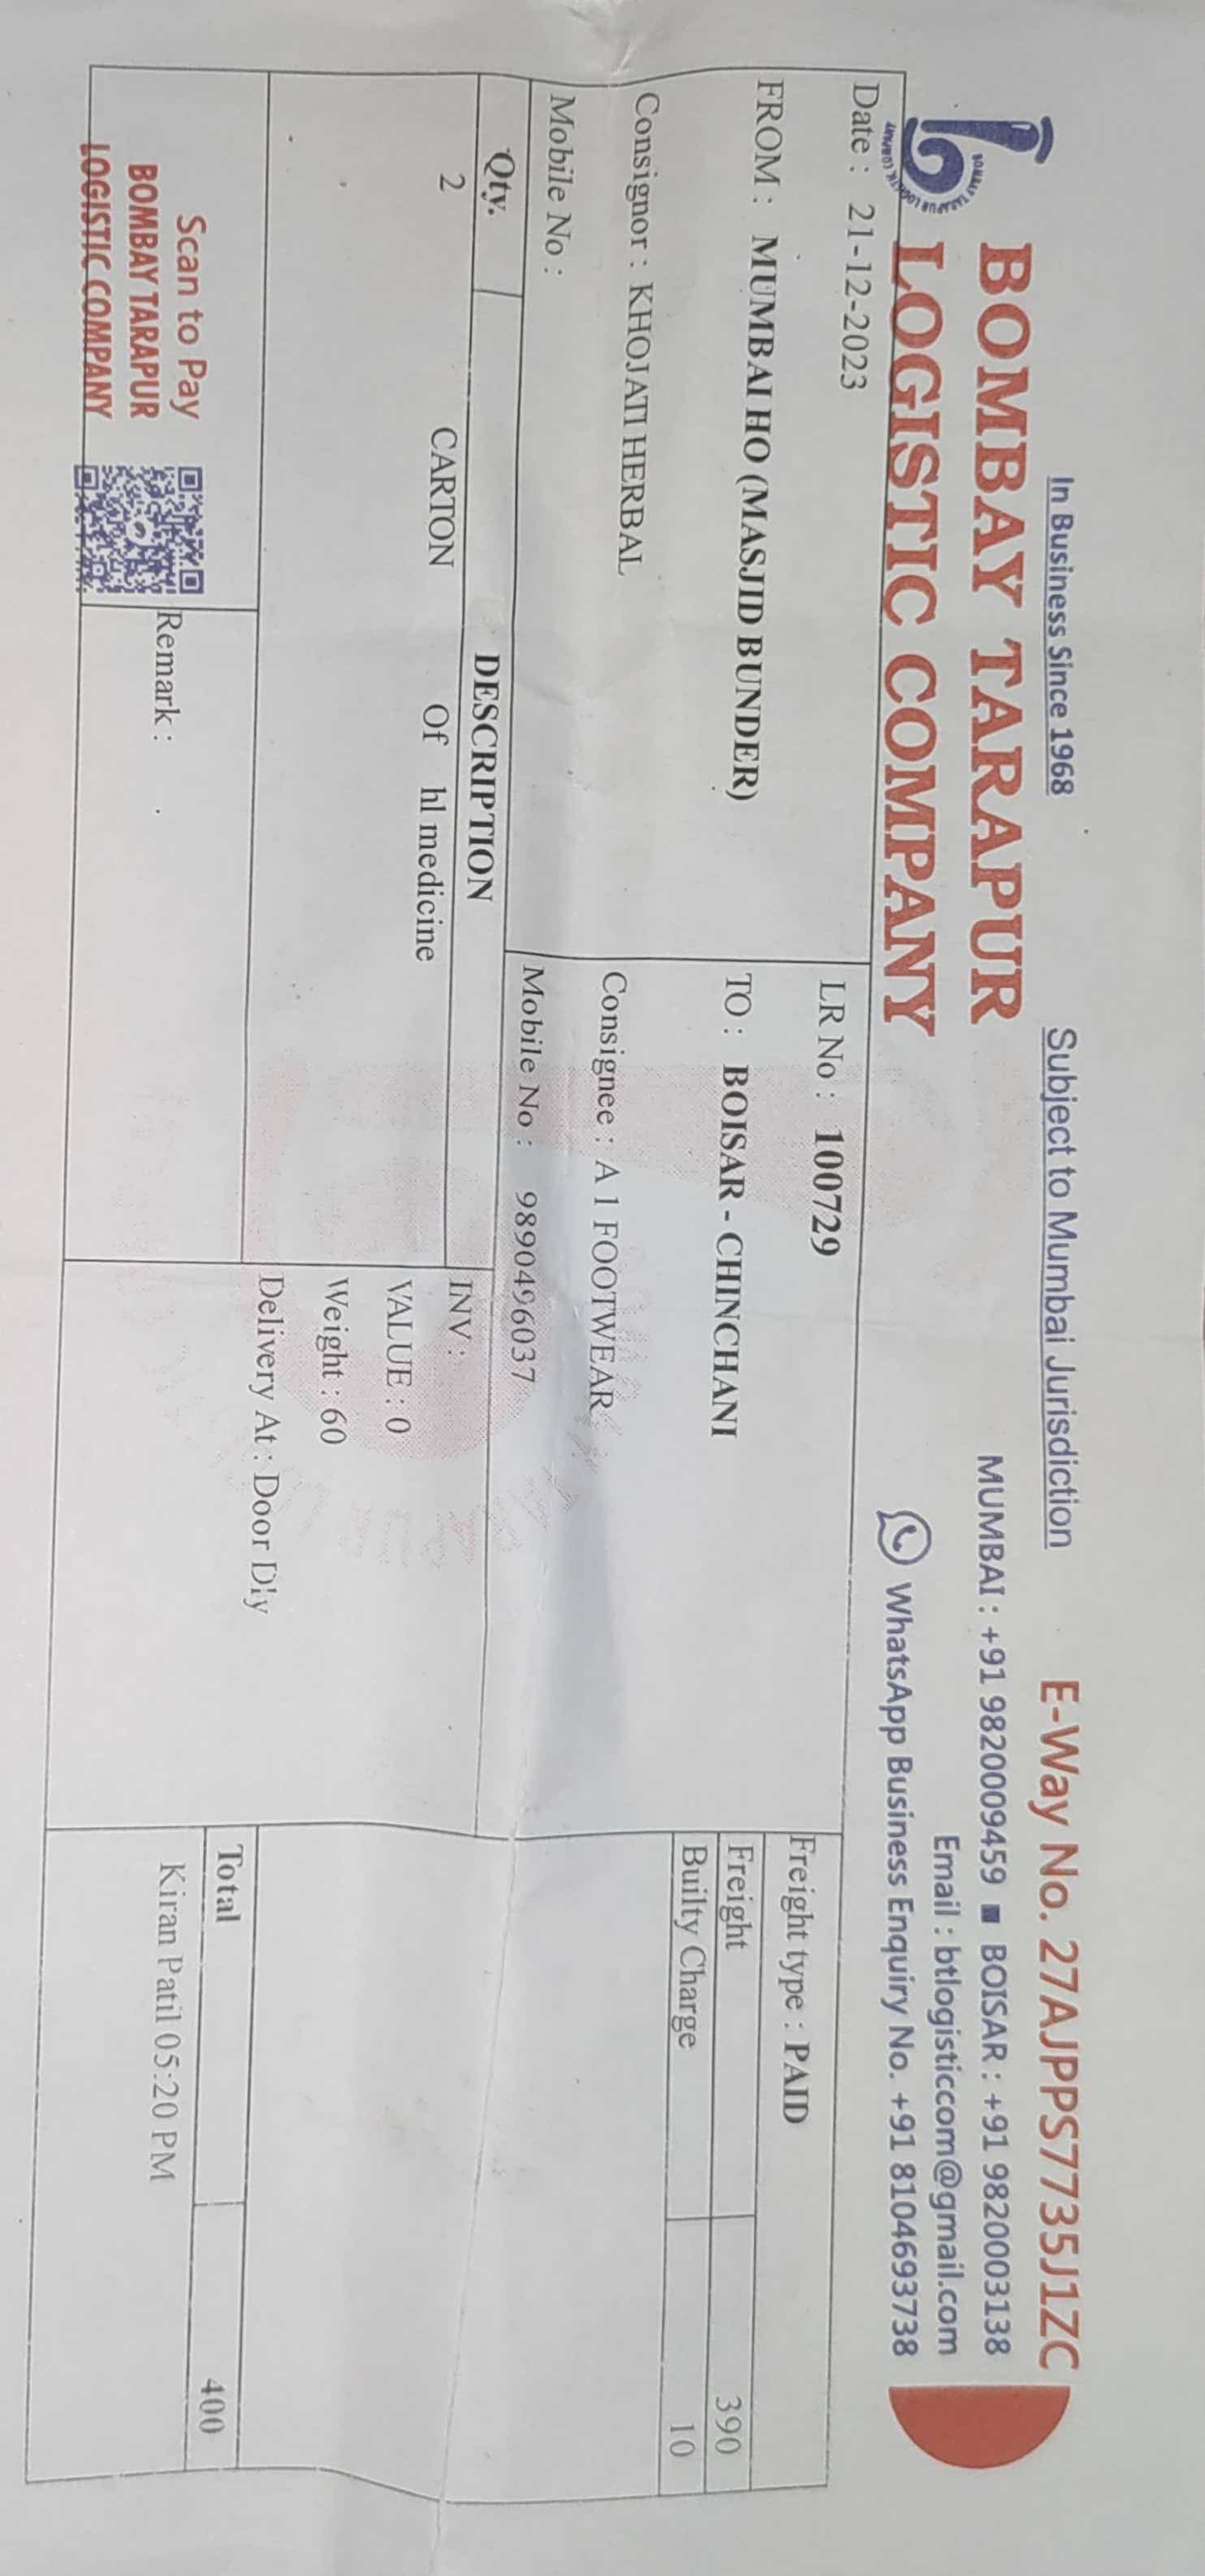 In Business Since 1968 Subject to Mumbai Jurisdiction E-Way No. 27AJPPS7735J1ZC
BOMBAY TARAPUR
LOGISTIC COMPANY
BOMBAY TARAPUR LOGISTIK COMPANY
MUMBAI : +91 9820009459 ■ BOISAR : +91 9820003138
Email : btlogisticcom@gmail.com
WhatsApp Business Enquiry No. +91 8104693738
Date : 21-12-2023 LR No : 100729 Freight type : PAID
FROM : MUMBAI HO (MASJID BUNDER) TO : BOISAR - CHINCHANI Freight 390
Builty Charge 10
Consignor : KHOJATI HERBAL Consignee : A 1 FOOTWEAR
Mobile No : Mobile No : 9890496037
Qty. DESCRIPTION INV :
2 CARTON Of hl medicine VALUE : 0
Weight : 60
Delivery At : Door Dly
Total 400
Scan to Pay
BOMBAY TARAPUR
LOGISTIC COMPANY
Remark :
Kiran Patil 05:20 PM